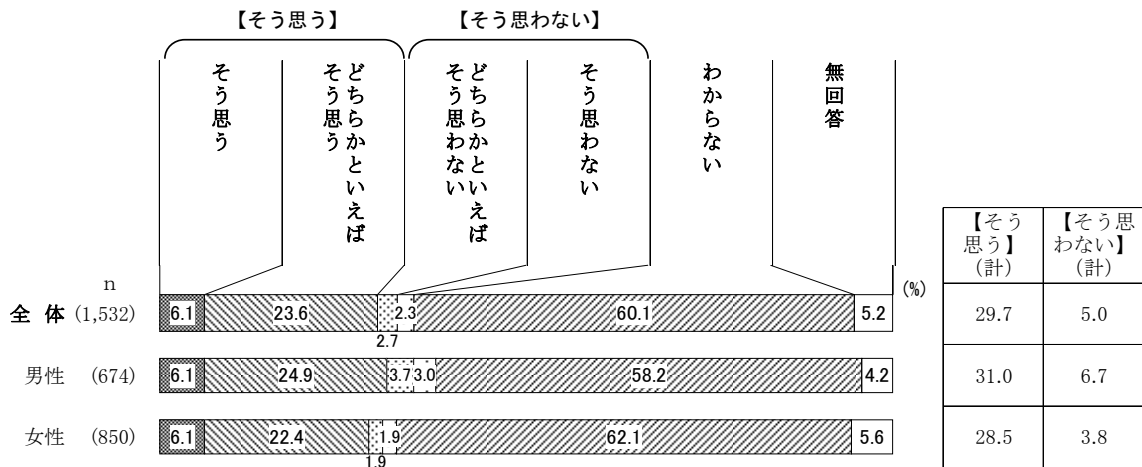 【そう思う】 【そう思わない】
そう思う
どちらかといえば
そう思う
どちらかといえば
そう思わない
そう思わない
わからない
無回答
n
(%)
【そう
思う】
(計)
【そう思
わない】
(計)
全 体 (1,532) 6.1 23.6 2.3 60.1 5.2 29.7 5.0
2.7
男性 (674) 6.1 24.9 3.7 3.0 58.2 4.2 31.0 6.7
女性 (850) 6.1 22.4 1.9 62.1 5.6 28.5 3.8
1.9